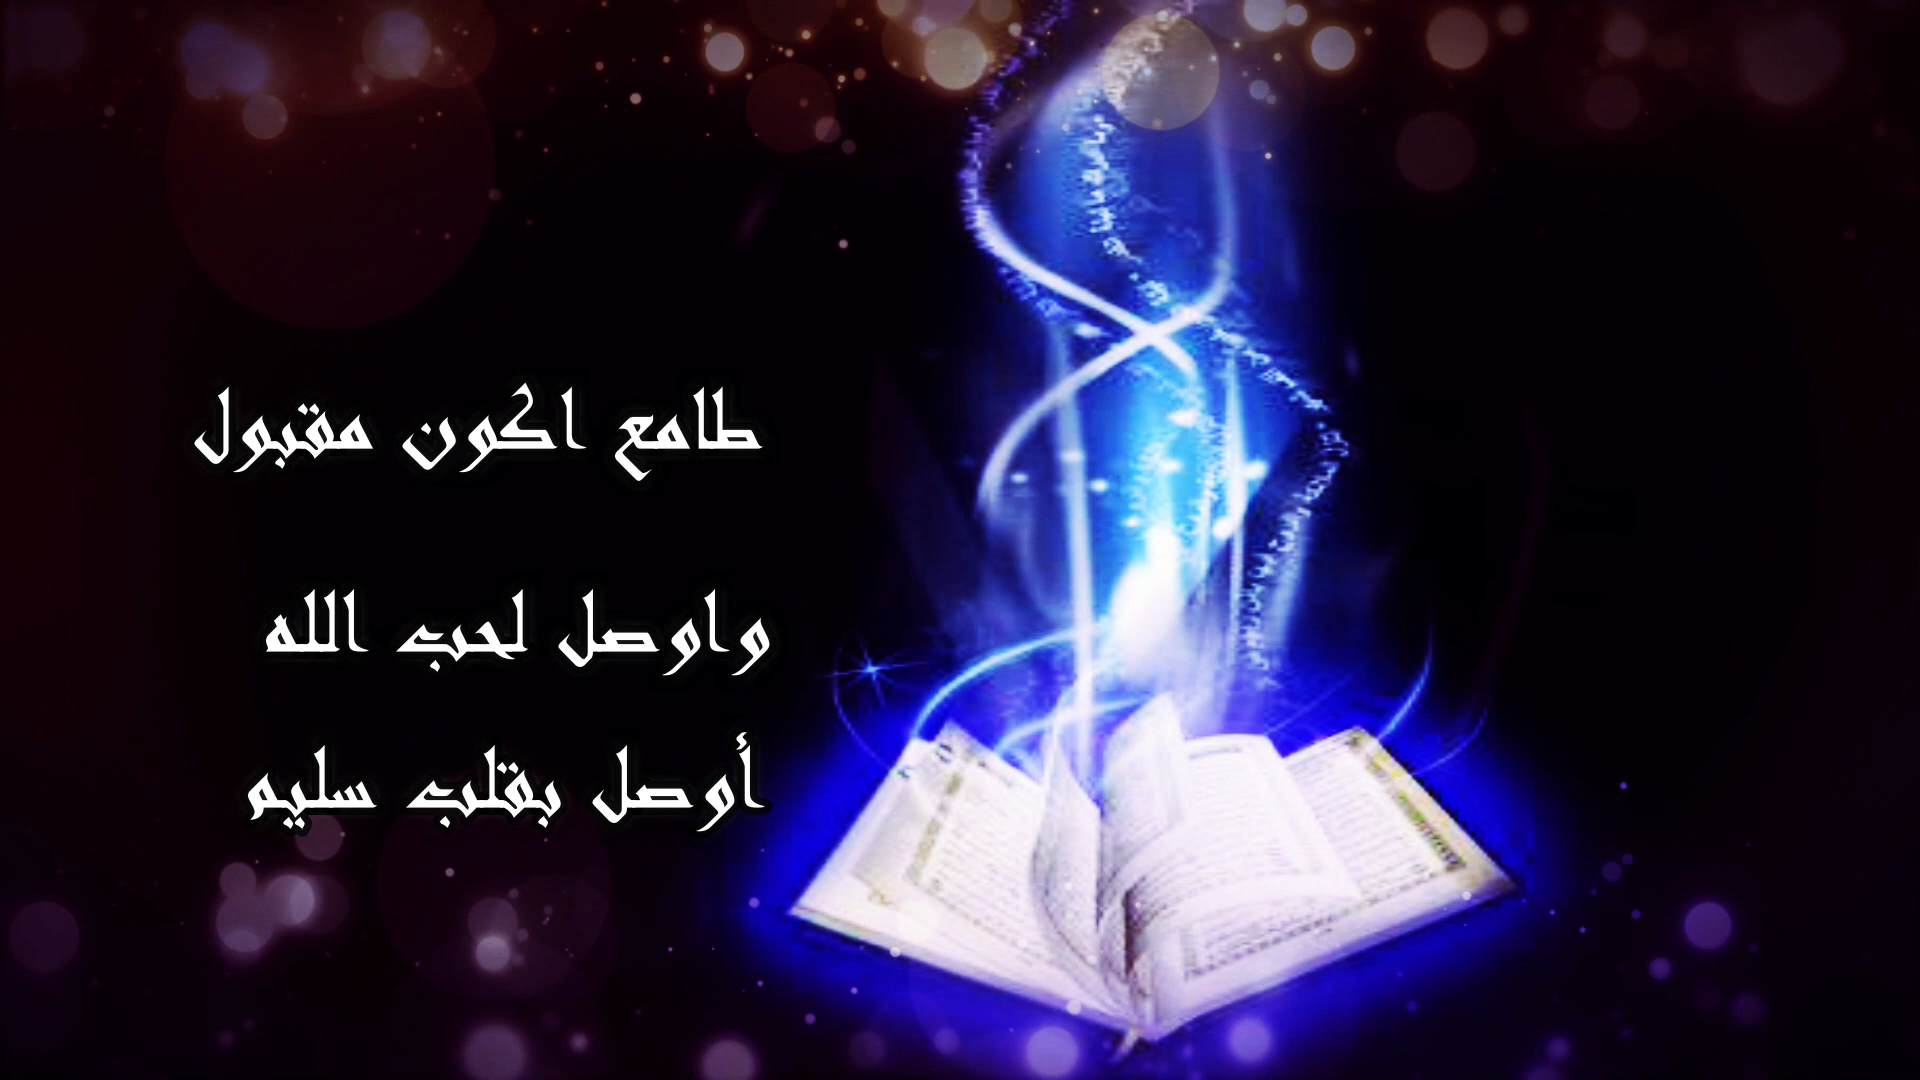 طامع اكون مقبول
واوصل لحب الله
أوصل بقلب سليم